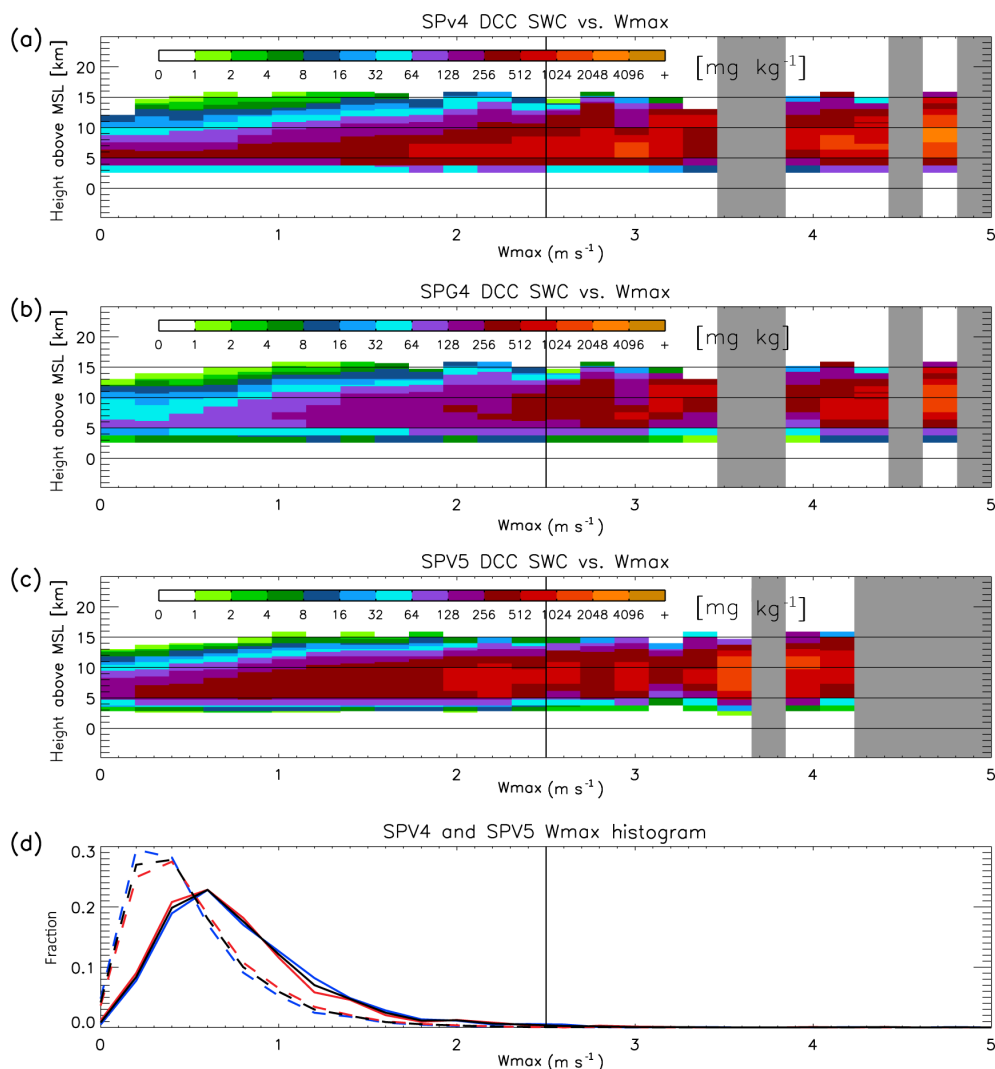 SPv4 DCC SWC vs. Wmax
(a)
Height above MSL [km]
20
15
10
5
0
0 1 2 4 8 16 32 64 128 256 512 1024 2048 4096 +
[mg kg-1]
0 1 2 3 4 5
Wmax (m s-1)
SPG4 DCC SWC vs. Wmax
(b)
Height above MSL [km]
20
15
10
5
0
0 1 2 4 8 16 32 64 128 256 512 1024 2048 4096 +
[mg kg]
0 1 2 3 4 5
Wmax (m s-1)
SPV5 DCC SWC vs. Wmax
(c)
Height above MSL [km]
20
15
10
5
0
0 1 2 4 8 16 32 64 128 256 512 1024 2048 4096 +
[mg kg-1]
0 1 2 3 4 5
Wmax (m s-1)
SPV4 and SPV5 Wmax histogram
(d)
Fraction
0.3
0.2
0.1
0.0
0 1 2 3 4 5
Wmax (m s-1)